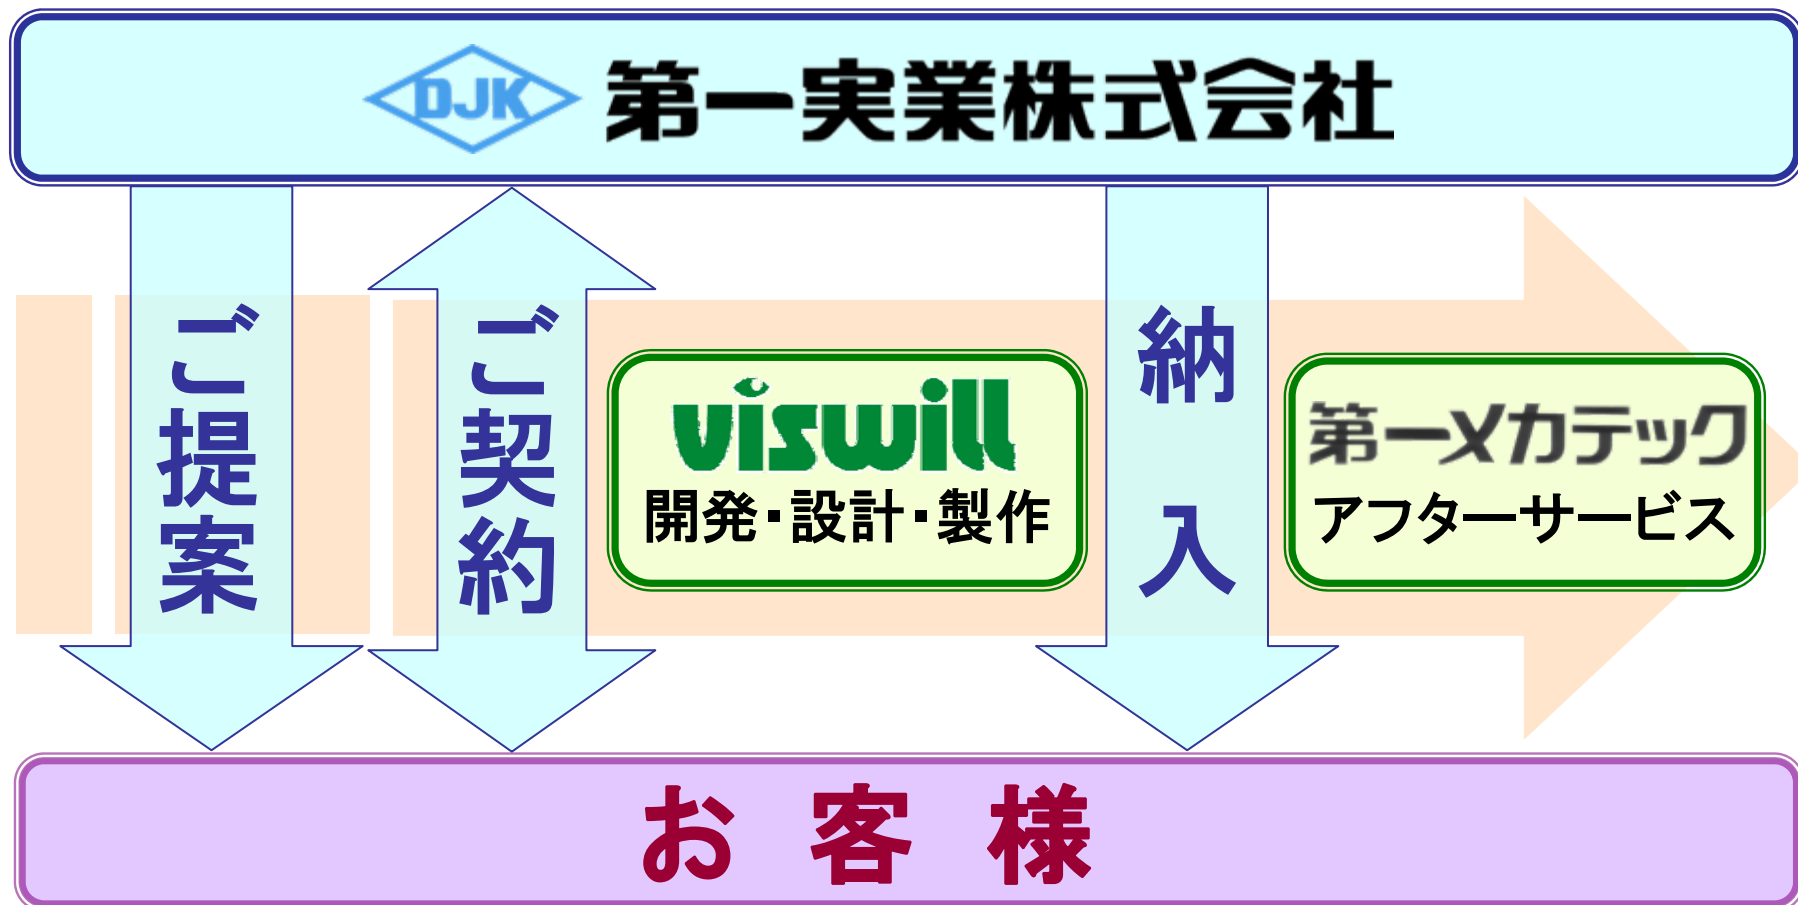 DJK 第一実業株式会社
ご提案
ご契約
viswill
開発・設計・製作
納入
第一メカテック
アフターサービス
お客様